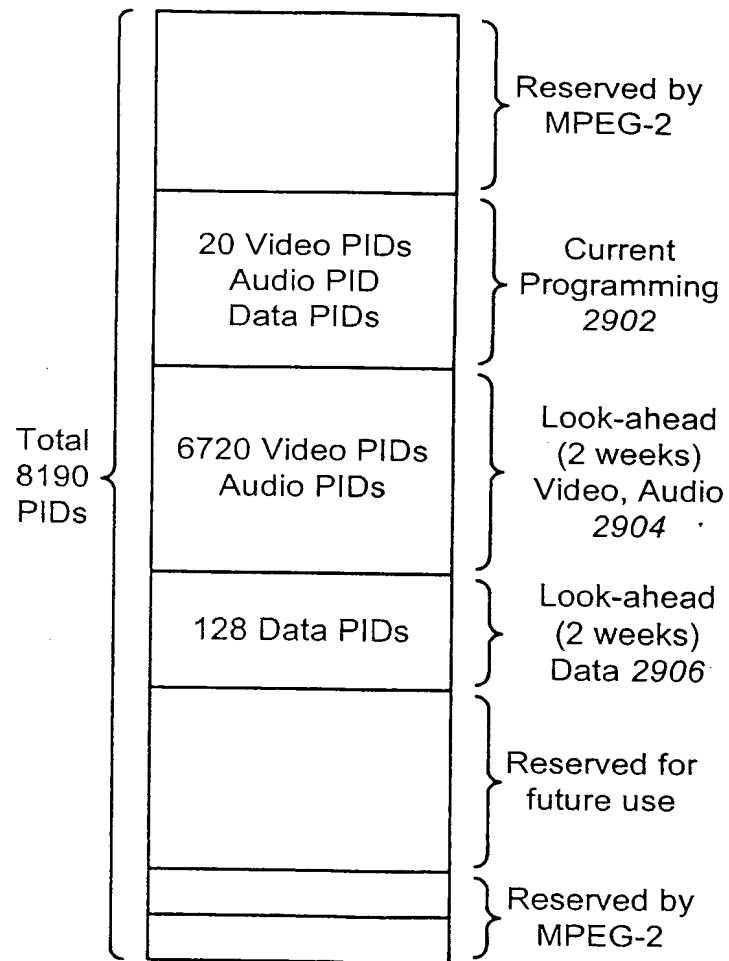 Reserved by
MPEG-2
20 Video PIDs
Audio PID
Data PIDs
Current
Programming
2902
Total
8190
PIDs
6720 Video PIDs
Audio PIDs
Look-ahead
(2 weeks)
Video, Audio
2904
128 Data PIDs
Look-ahead
(2 weeks)
Data 2906
Reserved for
future use
Reserved by
MPEG-2